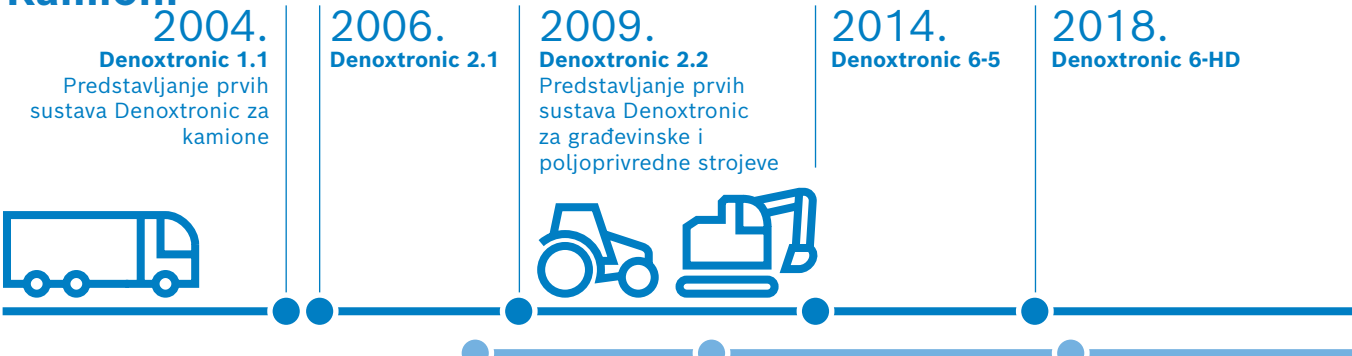 Kamioni
2004.
Denoxtronic 1.1
Predstavljanje prvih
sustava Denoxtronic za
kamione
2006.
Denoxtronic 2.1
2009.
Denoxtronic 2.2
Predstavljanje prvih
sustava Denoxtronic
za građevinske i
poljoprivredne strojeve
2014.
Denoxtronic 6-5
2018.
Denoxtronic 6-HD